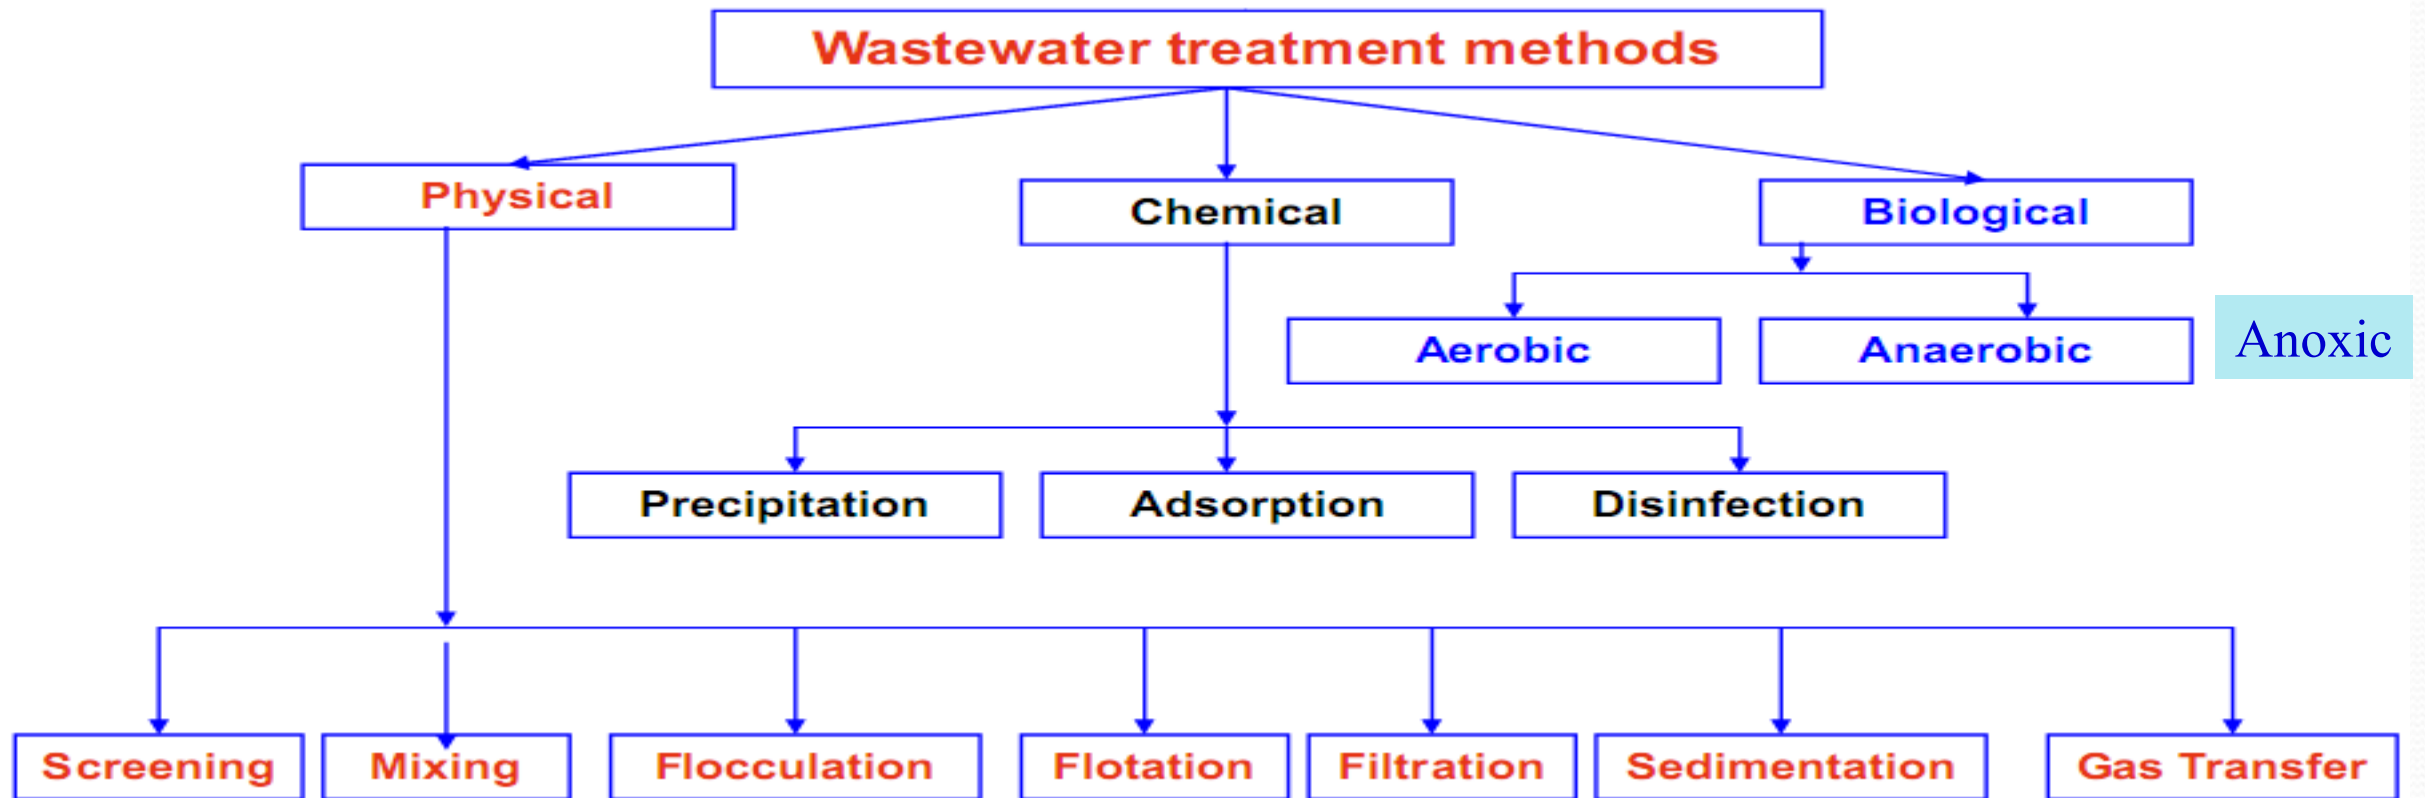 Wastewater treatment methods
Physical
Chemical
Biological
Aerobic
Anaerobic
Anoxic
Precipitation
Adsorption
Disinfection
Screening
Mixing
Flocculation
Flotation
Filtration
Sedimentation
Gas Transfer